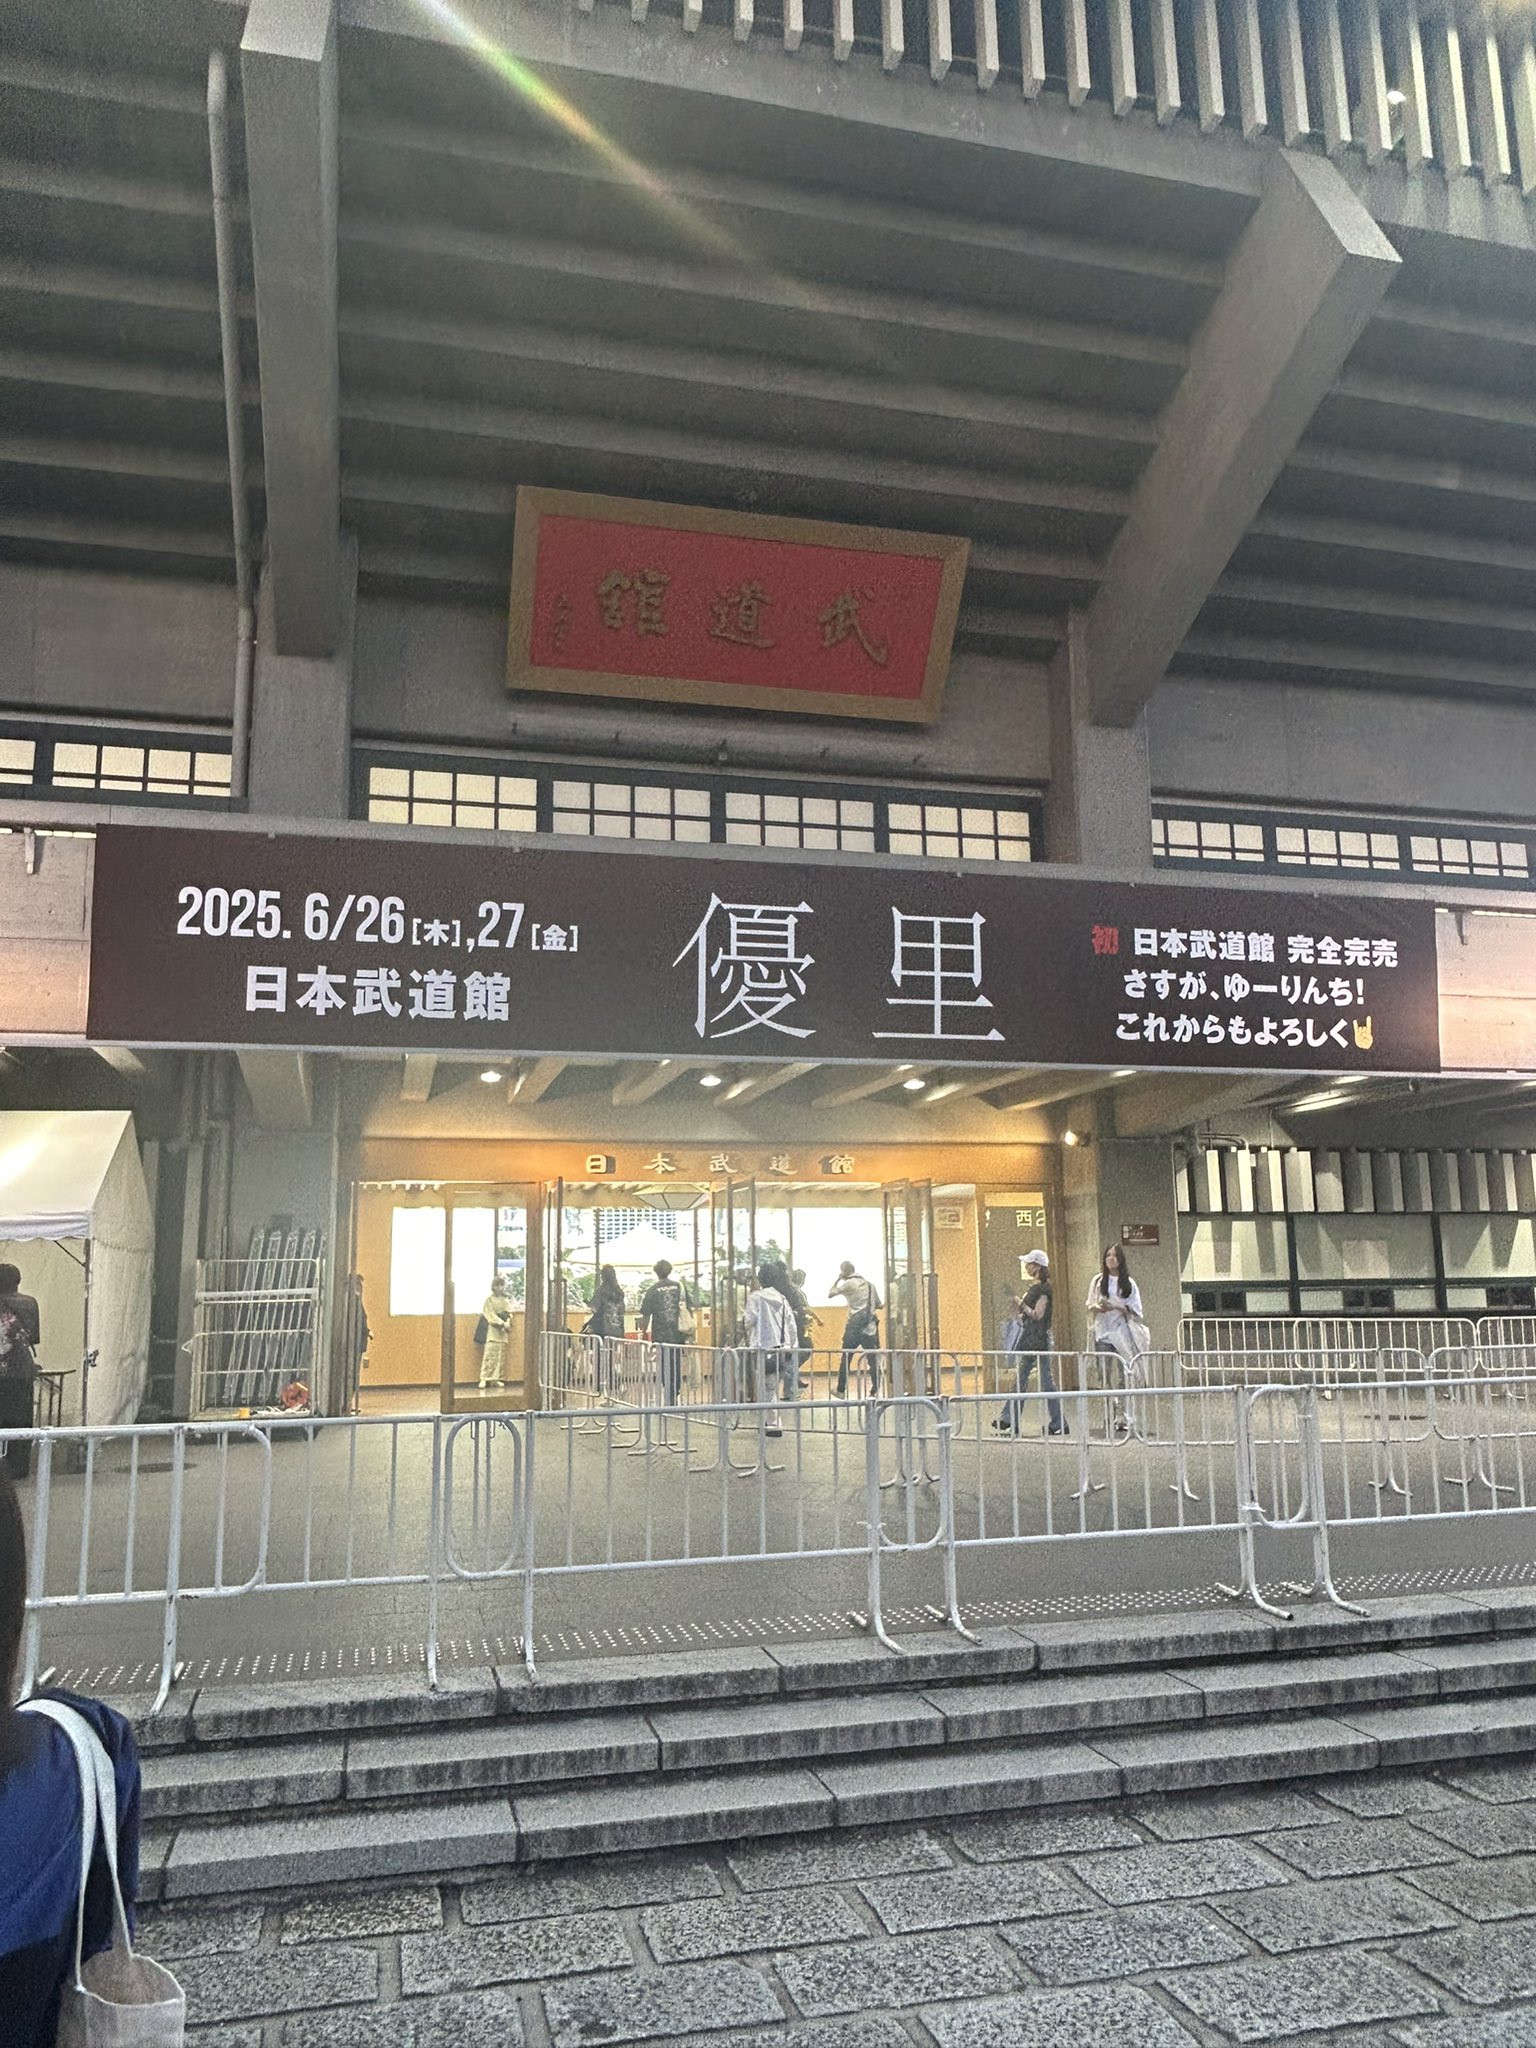 館道武
2025. 6/26[木],27[金]
日本武道館
優里
初 日本武道館 完全完売
さすが、ゆーりんち!
これからもよろしく🤘
日本武道館
西2